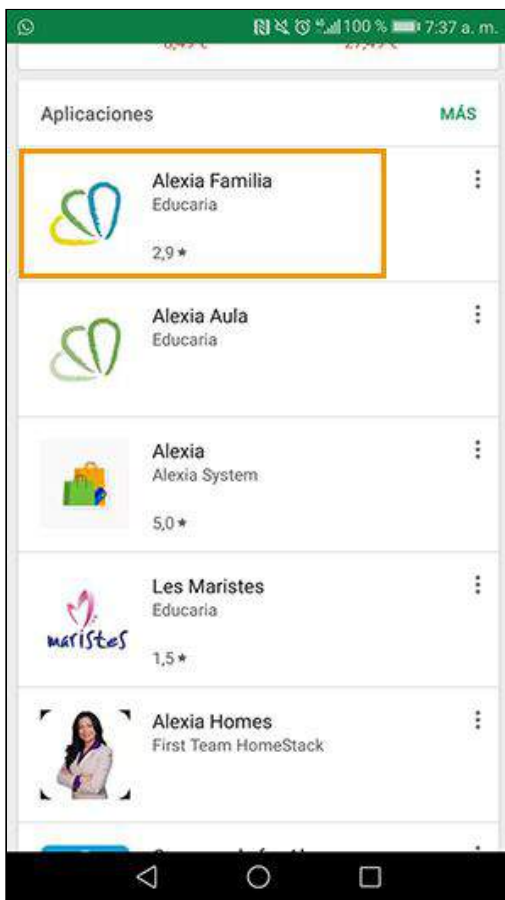 100 % 7:37 a. m.
Aplicaciones MÁS
Alexia Familia
Educaria
2,9 ★
Alexia Aula
Educaria
Alexia
Alexia System
5,0 ★
Les Maristes
Educaria
maristes
1,5 ★
Alexia Homes
First Team HomeStack